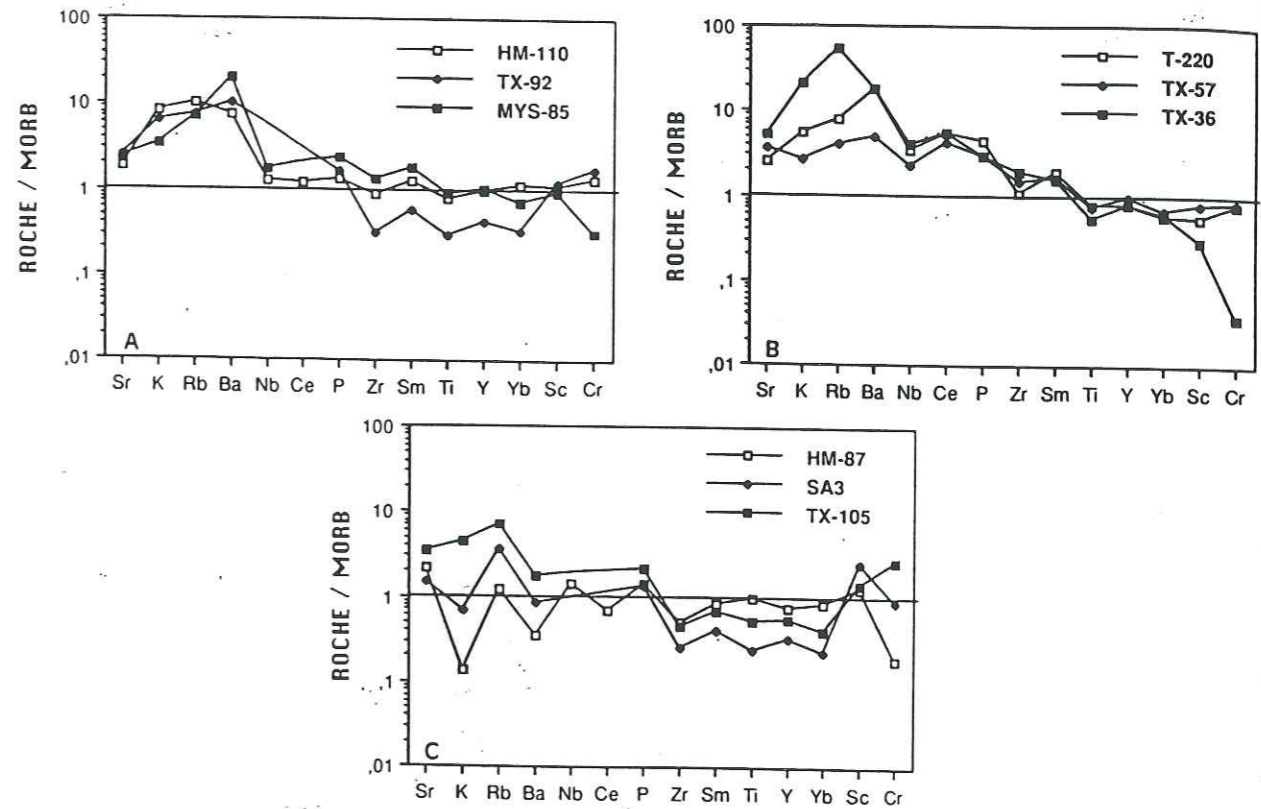 100
10
1
,1
,01
ROCHE / MORB
HM-110
TX-92
MYS-85
A
Sr K Rb Ba Nb Ce P Zr Sm Ti Y Yb Sc Cr
100
10
1
,1
,01
ROCHE / MORB
T-220
TX-57
TX-36
B
Sr K Rb Ba Nb Ce P Zr Sm Ti Y Yb Sc Cr
100
10
1
,1
,01
ROCHE / MORB
HM-87
SA3
TX-105
C
Sr K Rb Ba Nb Ce P Zr Sm Ti Y Yb Sc Cr